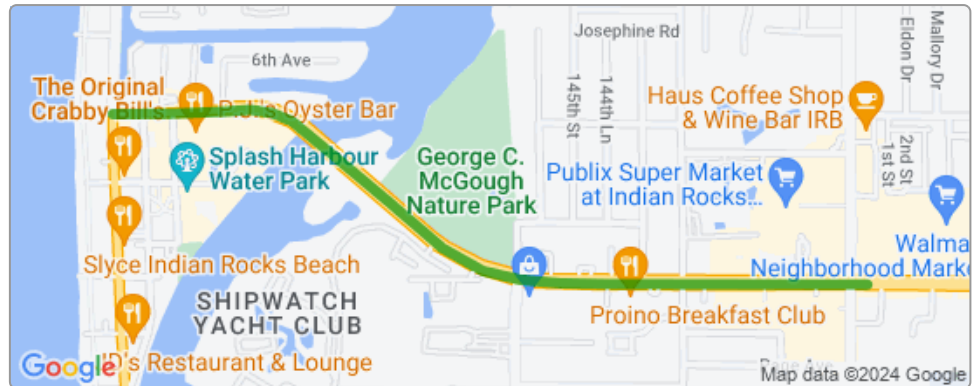 6th Ave
Josephine Rd
Eldon Dr
Mallory Dr
145th St
144th Ln
The Original
Crabby Bill's
P.J.'s Oyster Bar
Haus Coffee Shop
& Wine Bar IRB
2nd St
1st St
Splash Harbour
Water Park
George C.
McGough
Nature Park
Publix Super Market
at Indian Rocks...
Walma
Neighborhood Marke
Slyce Indian Rocks Beach
SHIPWATCH
YACHT CLUB
Proino Breakfast Club
JD's Restaurant & Lounge
Google
Map data ©2024 Google